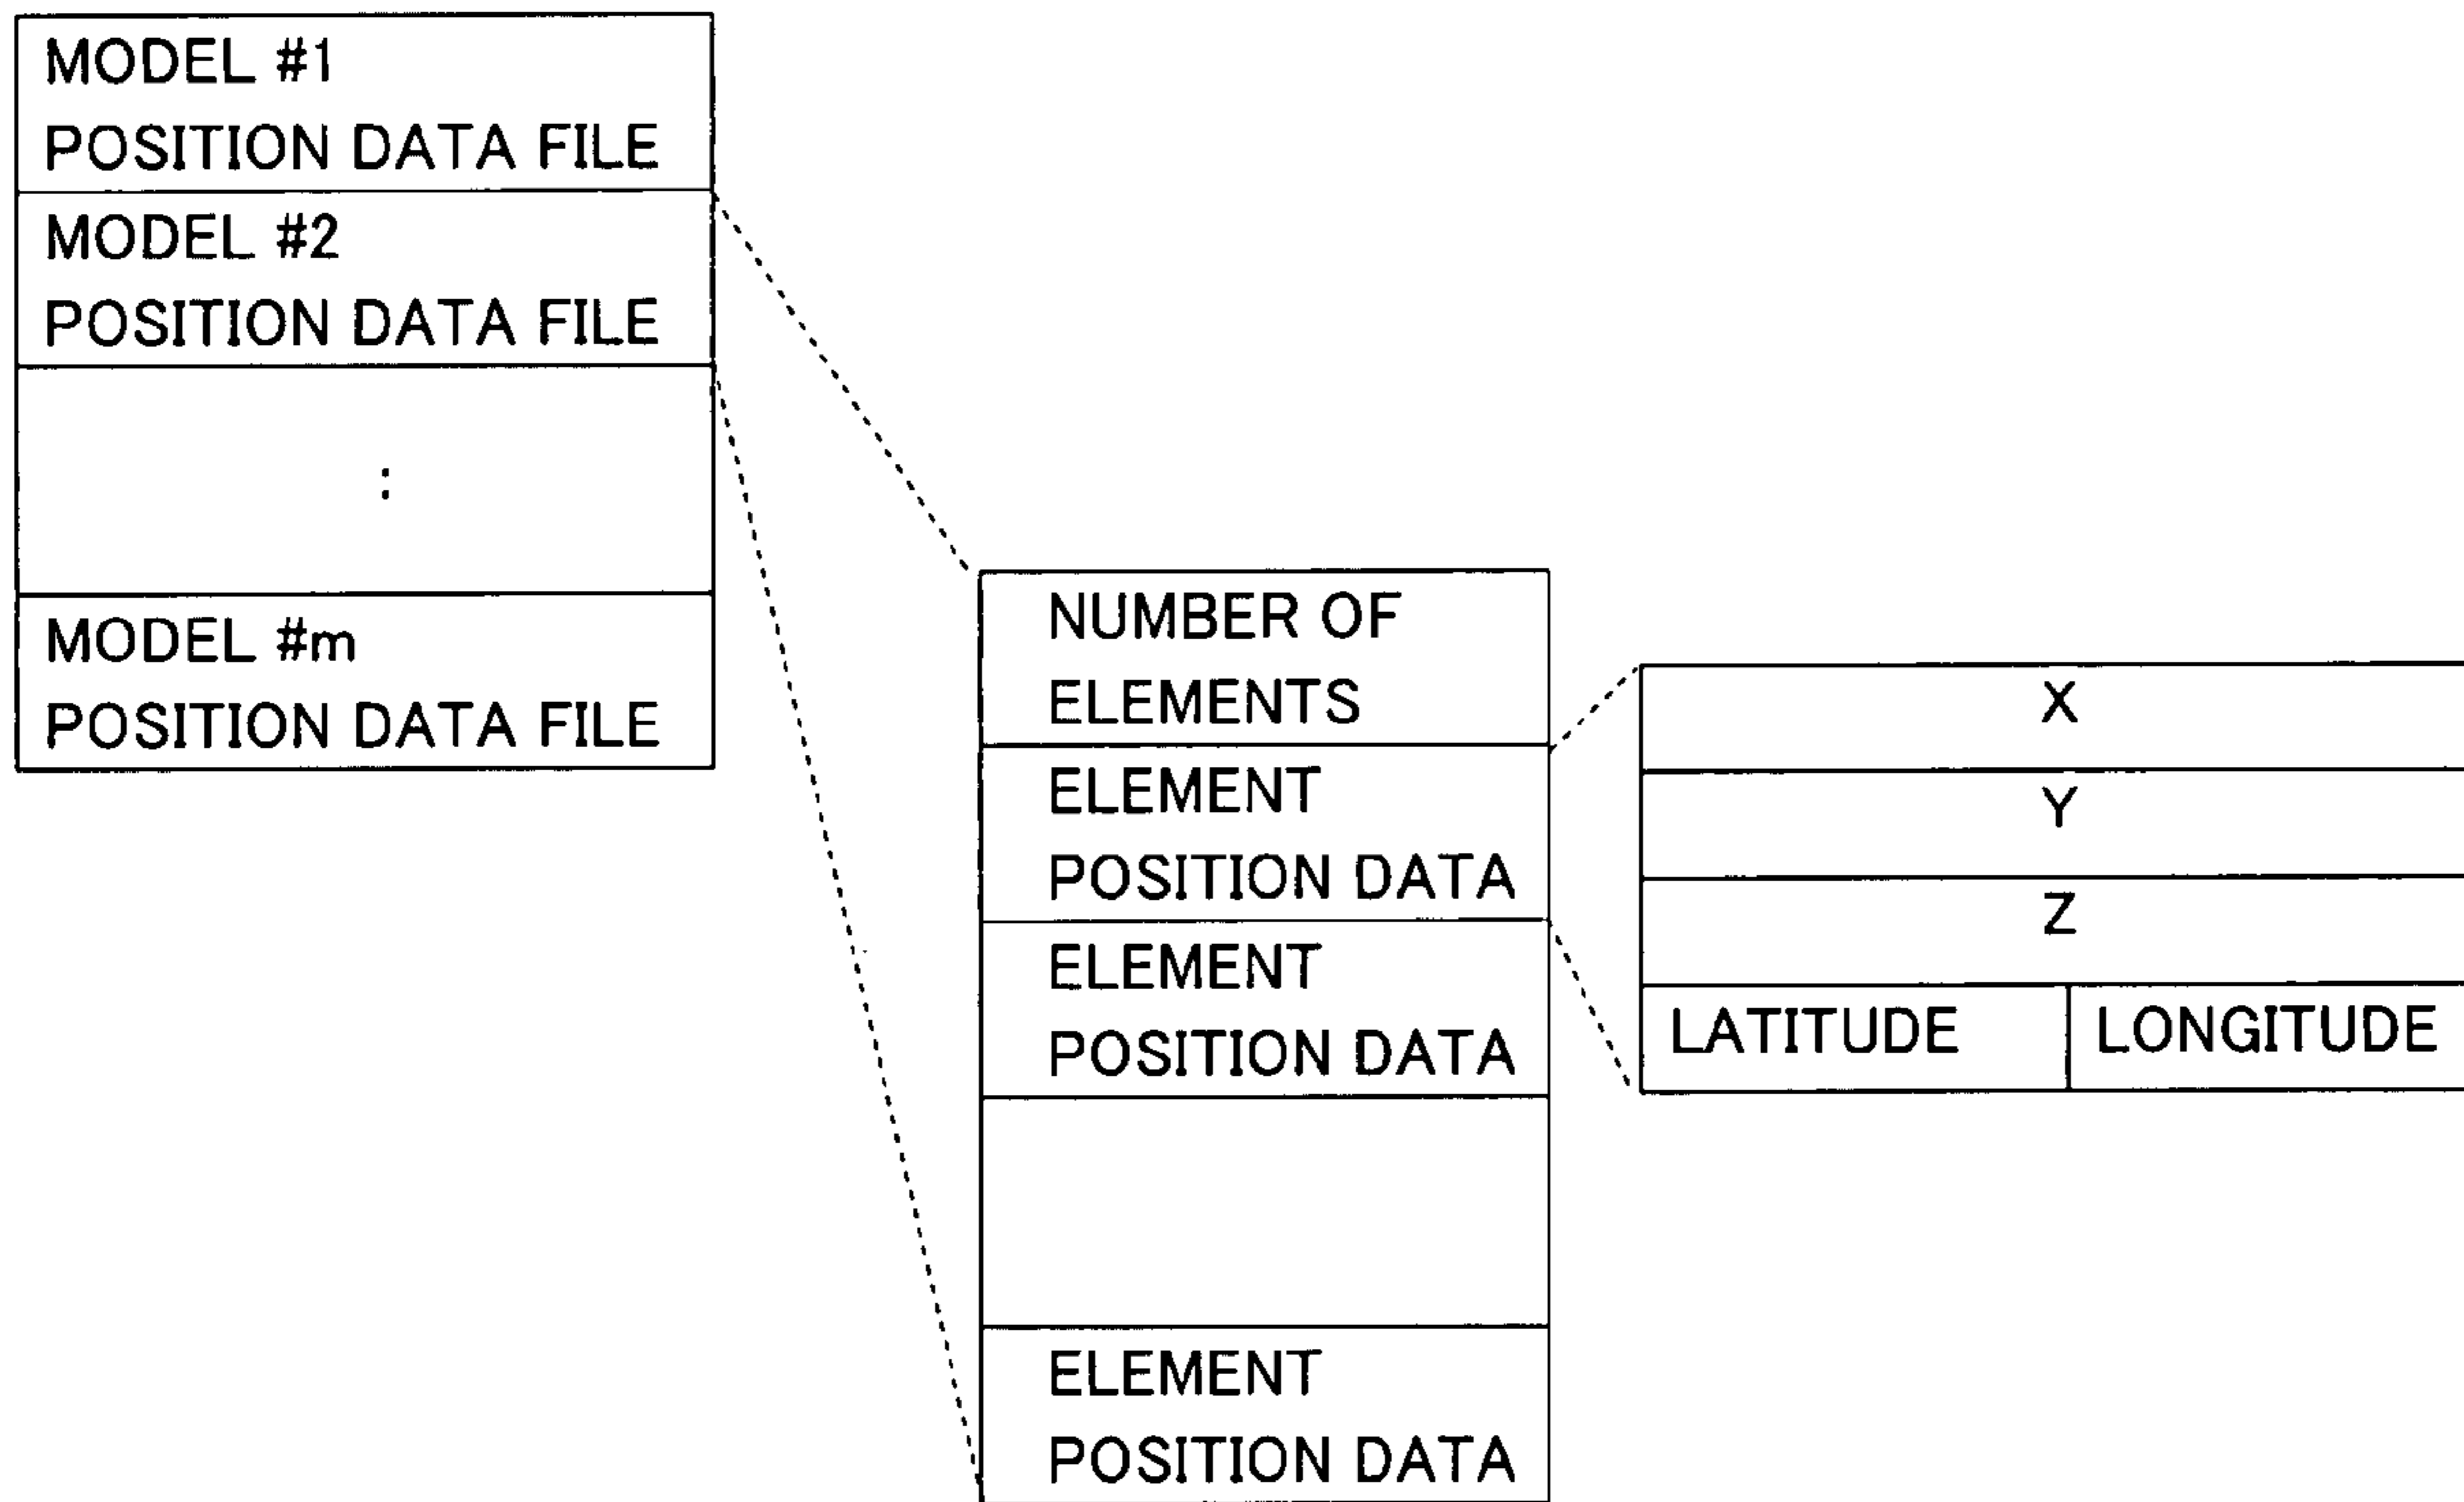 MODEL #1
POSITION DATA FILE
MODEL #2
POSITION DATA FILE
:
MODEL #m
POSITION DATA FILE
NUMBER OF
ELEMENTS
ELEMENT
POSITION DATA
ELEMENT
POSITION DATA
ELEMENT
POSITION DATA
X
Y
Z
LATITUDE
LONGITUDE